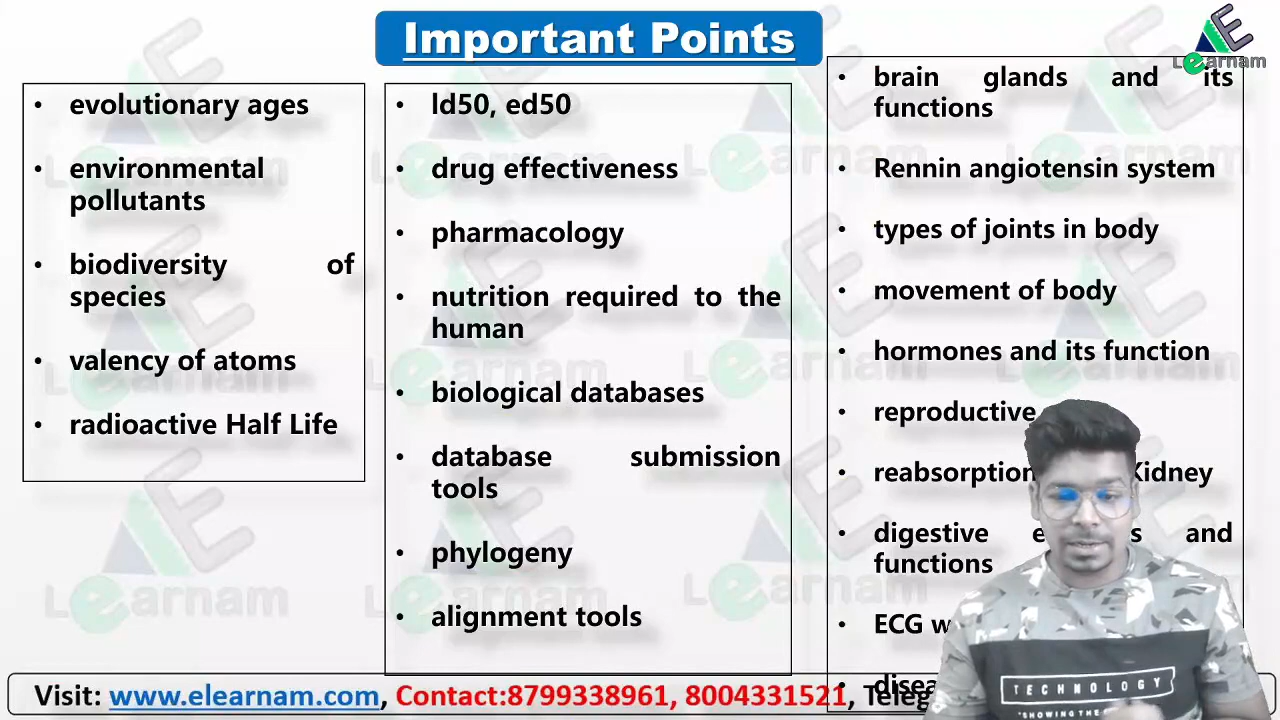 Important Points
Learnam
• evolutionary ages
• environmental
pollutants
• biodiversity of
species
• valency of atoms
• radioactive Half Life
• ld50, ed50
• drug effectiveness
• pharmacology
• nutrition required to the
human
• biological databases
• database submission
tools
• phylogeny
• alignment tools
• brain glands and its
functions
• Rennin angiotensin system
• types of joints in body
• movement of body
• hormones and its function
• reproductive
• reabsorption Kidney
• digestive and
functions
• ECG
Visit: www.elearnam.com, Contact:8799338961, 8004331521,
TECHNOLOGY